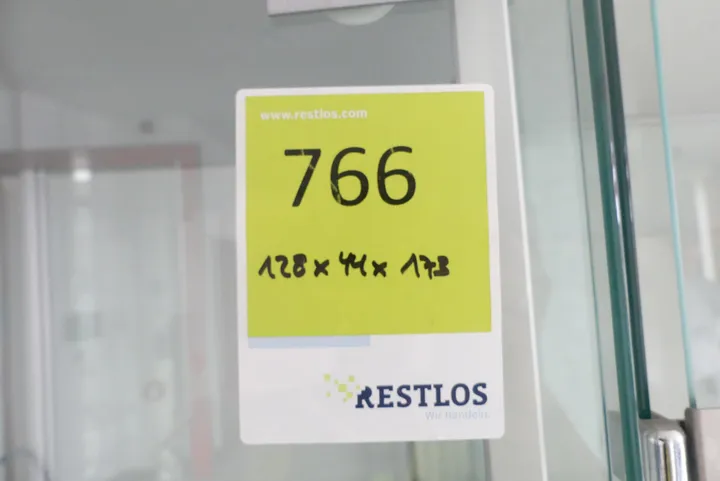 www.restlos.com
766
128 x 44 x 173
RESTLOS
Wir handeln.